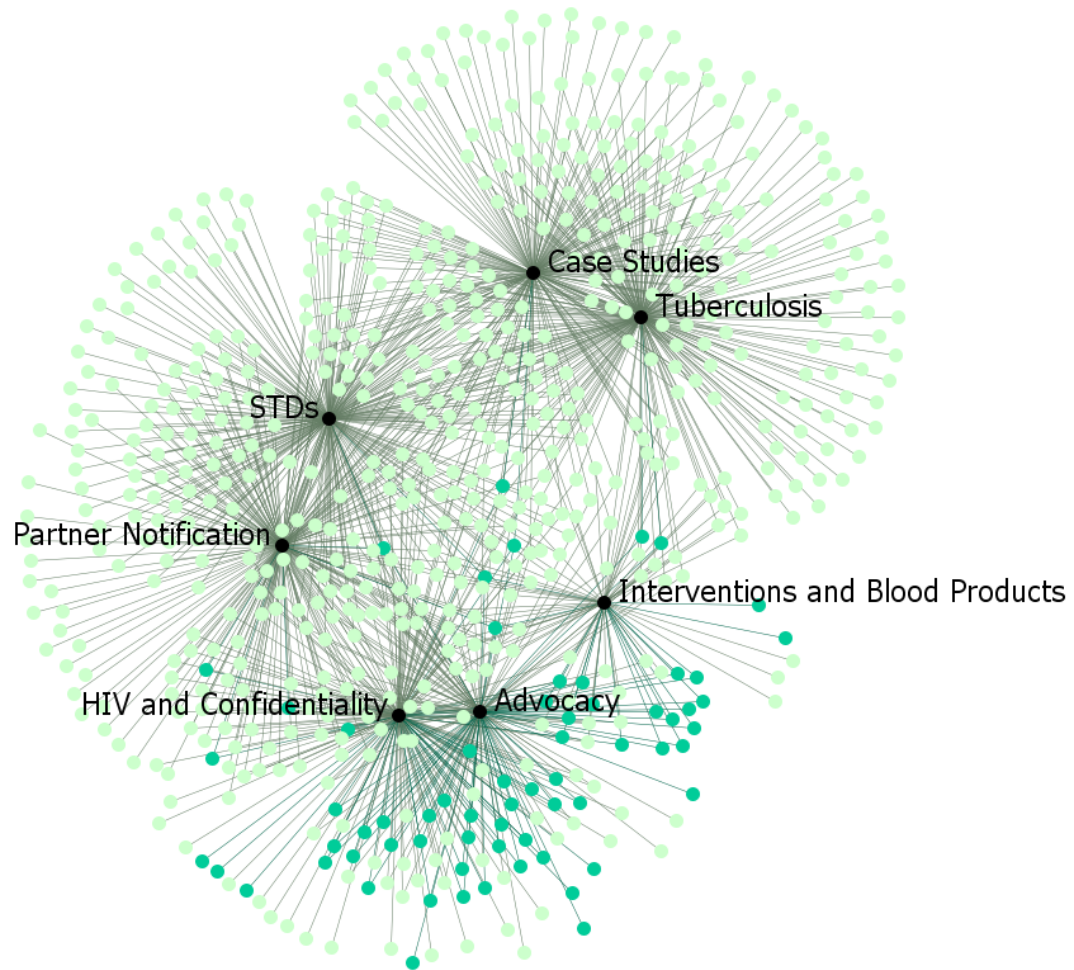 Case Studies
Tuberculosis
STDs
Partner Notification
Interventions and Blood Products
HIV and Confidentiality
Advocacy